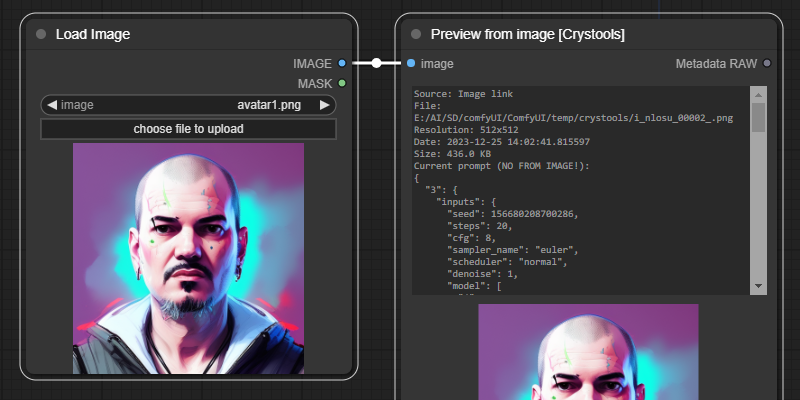 Load Image
IMAGE
MASK
image
avatar1.png
choose file to upload
Preview from image [Crystools]
image
Metadata RAW
Source: Image link
File:
E:/AI/SD/comfyUI/ComfyUI/temp/crystools/i_nlosu_00002_.png
Resolution: 512x512
Date: 2023-12-25 14:02:41.815597
Size: 436.0 KB
Current prompt (NO FROM IMAGE!):
{
"3": {
"inputs": {
"seed": 156680208700286,
"steps": 20,
"cfg": 8,
"sampler_name": "euler",
"scheduler": "normal",
"denoise": 1,
"model": [